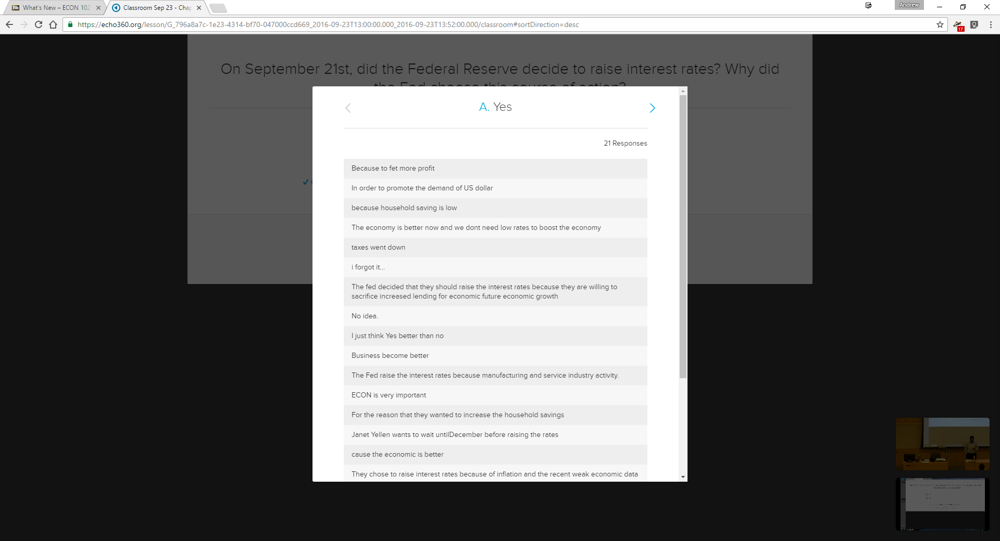 What's New – ECON 102
Classroom Sep 23 - Chap
Andrew
https://echo360.org/lesson/G_796a8a7c-1e23-4314-bf70-047000ccd669_2016-09-23T13:00:00.000_2016-09-23T13:52:00.000/classroom#sortDirection=desc
17
On September 21st, did the Federal Reserve decide to raise interest rates? Why did
the Fed choose this course of action?
A. Yes
21 Responses
Because to fet more profit
In order to promote the demand of US dollar
because household saving is low
The economy is better now and we dont need low rates to boost the economy
taxes went down
i forgot it...
The fed decided that they should raise the interest rates because they are willing to
sacrifice increased lending for economic future economic growth
No idea.
I just think Yes better than no
Business become better
The Fed raise the interest rates because manufacturing and service industry activity.
ECON is very important
For the reason that they wanted to increase the household savings
Janet Yellen wants to wait untilDecember before raising the rates
cause the economic is better
They chose to raise interest rates because of inflation and the recent weak economic data